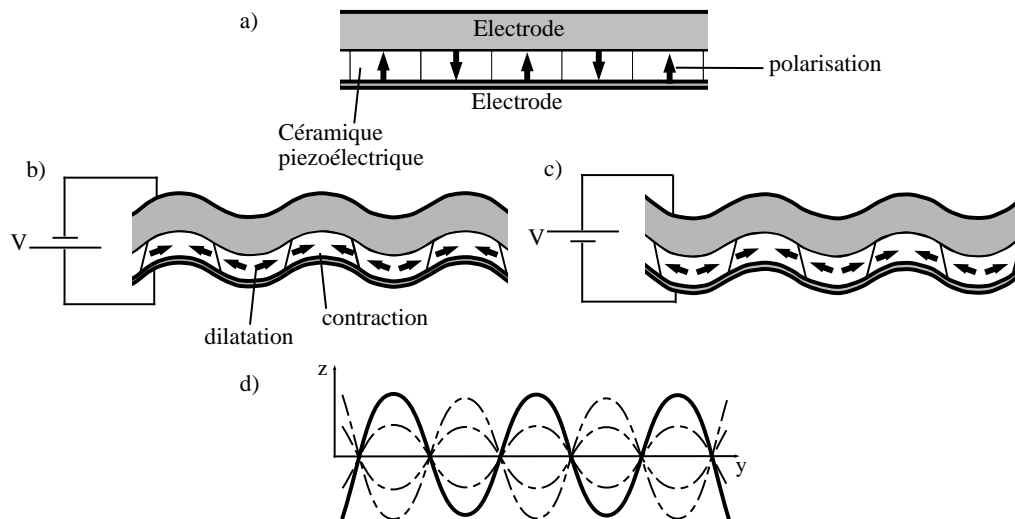 a)
Electrode
polarisation
Electrode
Céramique
piezoélectrique
b)
V
dilatation
contraction
c)
V
d)
z
y